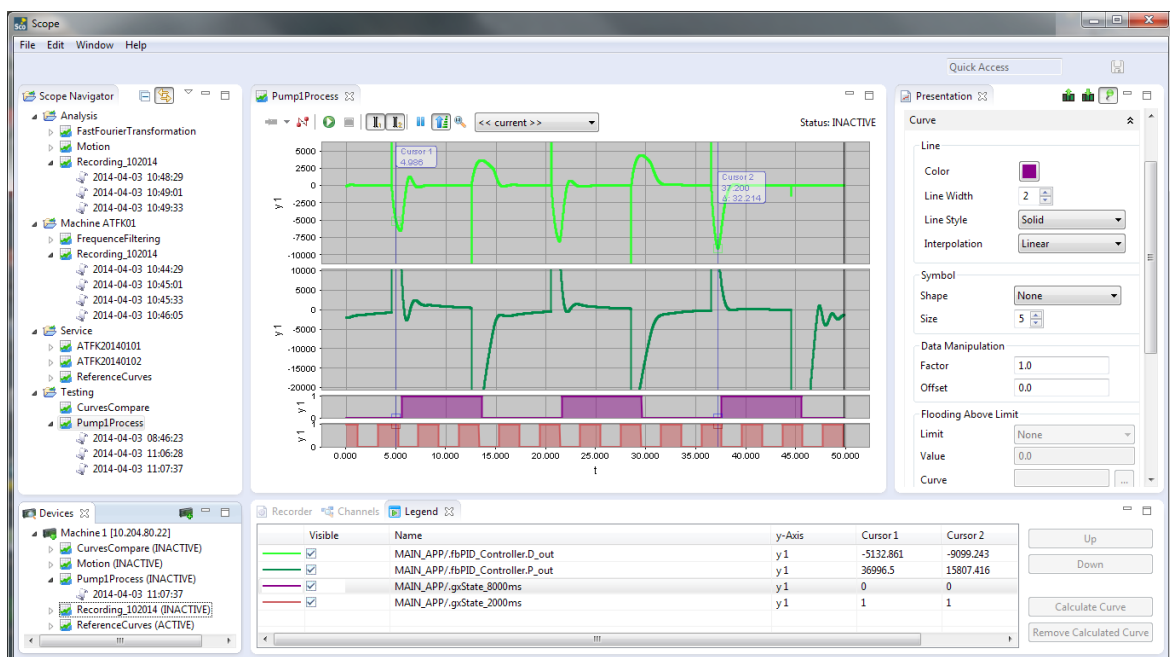 Scope
File Edit Window Help
Quick Access
Scope Navigator
Analysis
FastFourierTransformation
Motion
Recording_102014
2014-04-03 10:48:29
2014-04-03 10:49:01
2014-04-03 10:49:33
Machine ATFK01
FrequenceFiltering
Recording_102014
2014-04-03 10:44:29
2014-04-03 10:45:01
2014-04-03 10:45:33
2014-04-03 10:46:05
Service
ATFK20140101
ATFK20140102
ReferenceCurves
Testing
CurvesCompare
Pump1Process
2014-04-03 08:46:23
2014-04-03 11:06:28
2014-04-03 11:07:37
Pump1Process
<< current >>
Status: INACTIVE
5000
2500
0
-2500
-5000
-7500
-10000
y1
Cursor 1
4.986
Cursor 2
37.200
Δ: 32.214
10000
5000
0
-5000
-10000
-15000
-20000
y1
1
0
y1
0
y1
0.000 5.000 10.000 15.000 20.000 25.000 30.000 35.000 40.000 45.000 50.000
t
Presentation
Curve
Line
Color
Line Width 2
Line Style Solid
Interpolation Linear
Symbol
Shape None
Size 5
Data Manipulation
Factor 1.0
Offset 0.0
Flooding Above Limit
Limit None
Value 0.0
Curve ...
Devices
Machine 1 [10.204.80.22]
CurvesCompare (INACTIVE)
Motion (INACTIVE)
Pump1Process (INACTIVE)
2014-04-03 11:07:37
Recording_102014 (INACTIVE)
ReferenceCurves (ACTIVE)
Recorder Channels Legend
Visible Name y-Axis Cursor 1 Cursor 2
MAIN_APP/.fbPID_Controller.D_out y1 -5132.861 -9099.243
MAIN_APP/.fbPID_Controller.P_out y1 36996.5 15807.416
MAIN_APP/.gxState_8000ms y1 0 0
MAIN_APP/.gxState_2000ms y1 1 1
Up
Down
Calculate Curve
Remove Calculated Curve